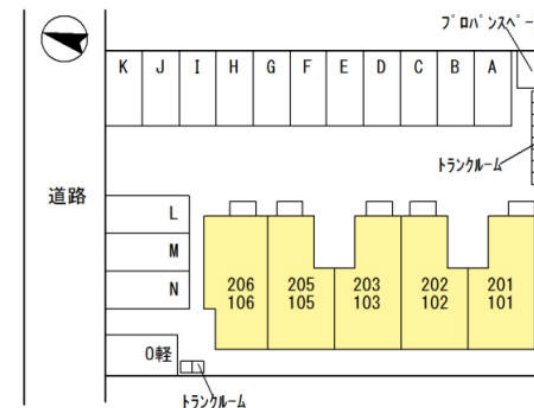 ﾌﾟﾛﾊﾟﾝｽﾍﾟｰ
K J I H G F E D C B A
ﾄﾗﾝｸﾙｰﾑ
道路
L
M
N
206 205 203 202 201
106 105 103 102 101
O軽
ﾄﾗﾝｸﾙｰﾑ